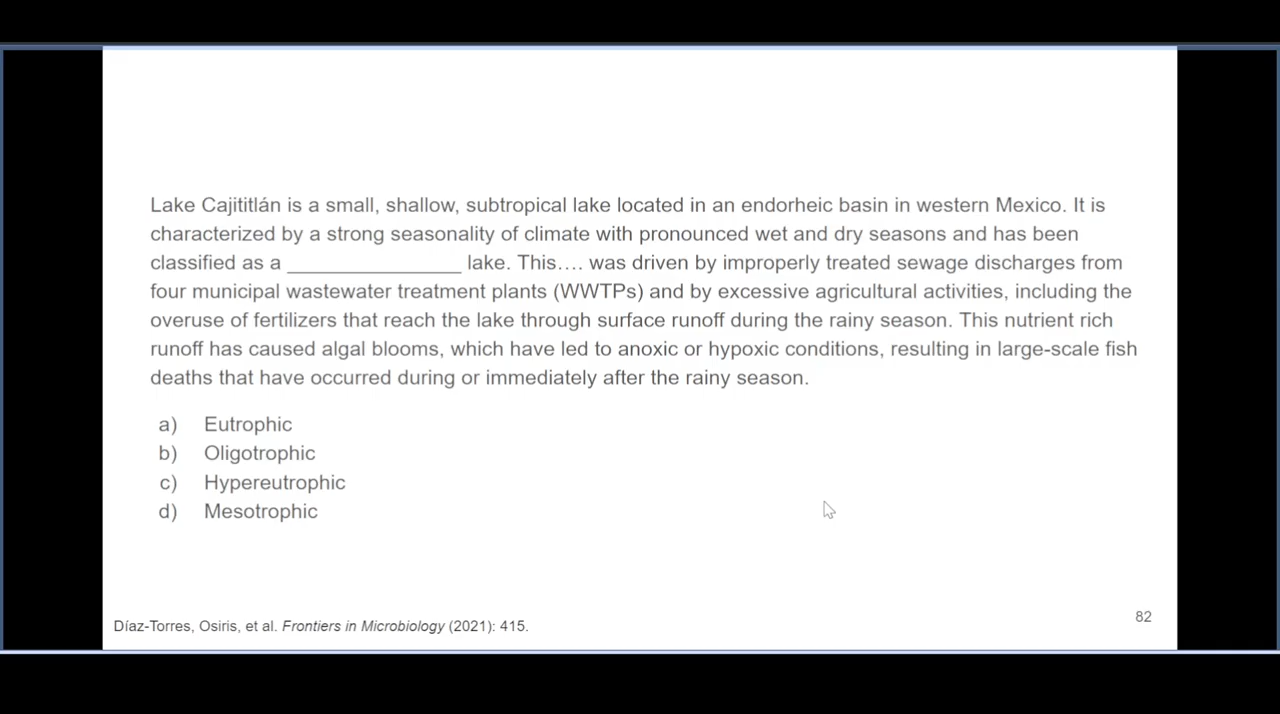 Lake Cajititlán is a small, shallow, subtropical lake located in an endorheic basin in western Mexico. It is
characterized by a strong seasonality of climate with pronounced wet and dry seasons and has been
classified as a ________________ lake. This…. was driven by improperly treated sewage discharges from
four municipal wastewater treatment plants (WWTPs) and by excessive agricultural activities, including the
overuse of fertilizers that reach the lake through surface runoff during the rainy season. This nutrient rich
runoff has caused algal blooms, which have led to anoxic or hypoxic conditions, resulting in large-scale fish
deaths that have occurred during or immediately after the rainy season.
a) Eutrophic
b) Oligotrophic
c) Hypereutrophic
d) Mesotrophic
82
Díaz-Torres, Osiris, et al. Frontiers in Microbiology (2021): 415.